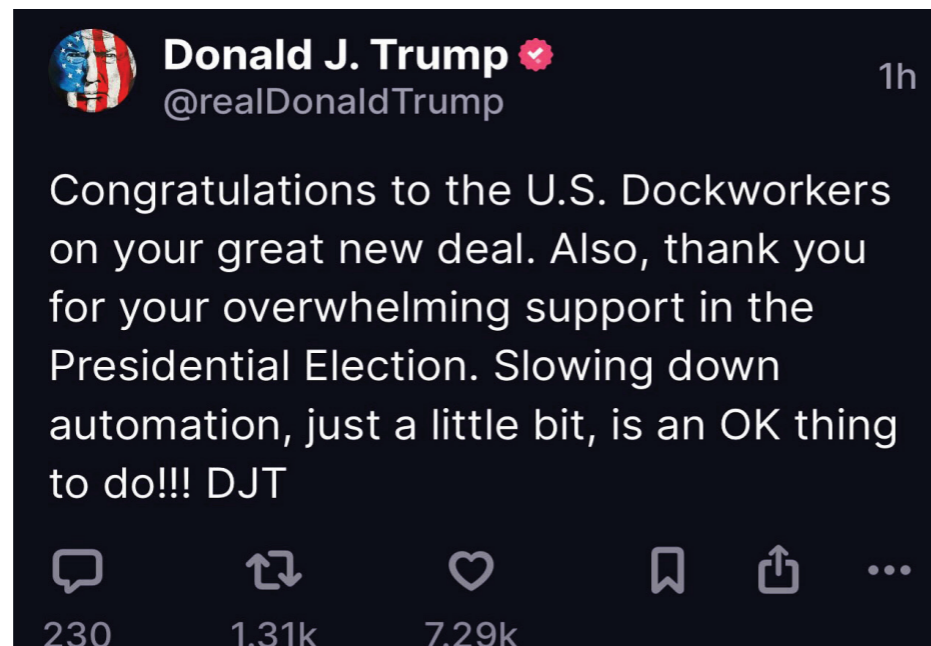 Donald J. Trump
1h
@realDonaldTrump
Congratulations to the U.S. Dockworkers
on your great new deal. Also, thank you
for your overwhelming support in the
Presidential Election. Slowing down
automation, just a little bit, is an OK thing
to do!!! DJT
230 1.31k 7.29k